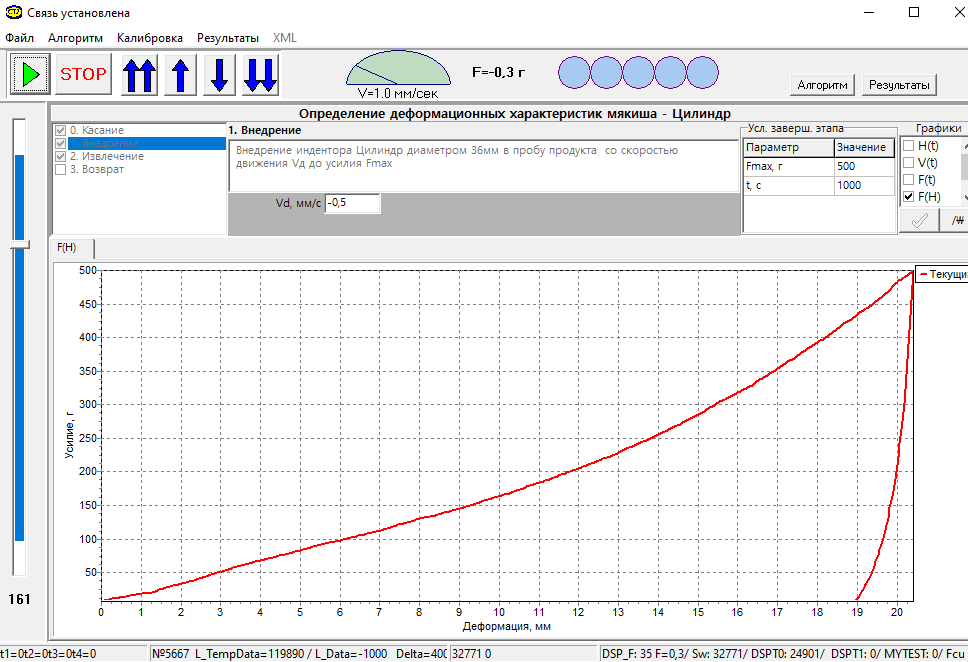 Связь установлена
Файл Алгоритм Калибровка Результаты XML
STOP
V=1.0 мм/сек
F=-0,3 г
Алгоритм Результаты
Определение деформационных характеристик мякиша - Цилиндр
0. Касание
1. Внедрение
2. Извлечение
3. Возврат
1. Внедрение
Внедрение индентора Цилиндр диаметром 36мм в пробу продукта со скоростью
движения Vд до усилия Fmax
Vd, мм/с -0,5
Усл. заверш. этапа
Параметр Значение
Fmax, г 500
t, с 1000
Графики
H(t)
V(t)
F(t)
F(H)
/₩
F(H)
Текущи
500
450
400
350
300
250
200
150
100
50
Усилие, г
0 1 2 3 4 5 6 7 8 9 10 11 12 13 14 15 16 17 18 19 20
Деформация, мм
161
t1=0t2=0t3=0t4=0 №5667 L_TempData=119890 / L_Data=-1000 Delta=400 32771 0 DSP_F: 35 F=0,3/ Sw: 32771/ DSPT0: 24901/ DSPT1: 0/ MYTEST: 0/ Fcu